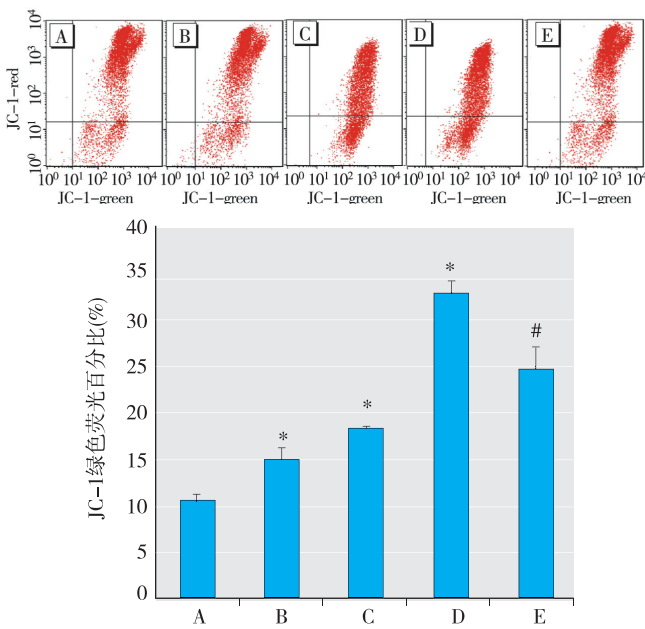 A B C D E
JC-1-red
10⁴
10³
10²
10¹
10⁰
10⁰ 10¹ 10² 10³ 10⁴ 10⁰ 10¹ 10² 10³ 10⁴ 10⁰ 10¹ 10² 10³ 10⁴ 10⁰ 10¹ 10² 10³ 10⁴ 10⁰ 10¹ 10² 10³ 10⁴
JC-1-green JC-1-green JC-1-green JC-1-green JC-1-green
JC-1绿色荧光百分比(%)
40
35
30
25
20
15
10
5
0
* * * #
A B C D E